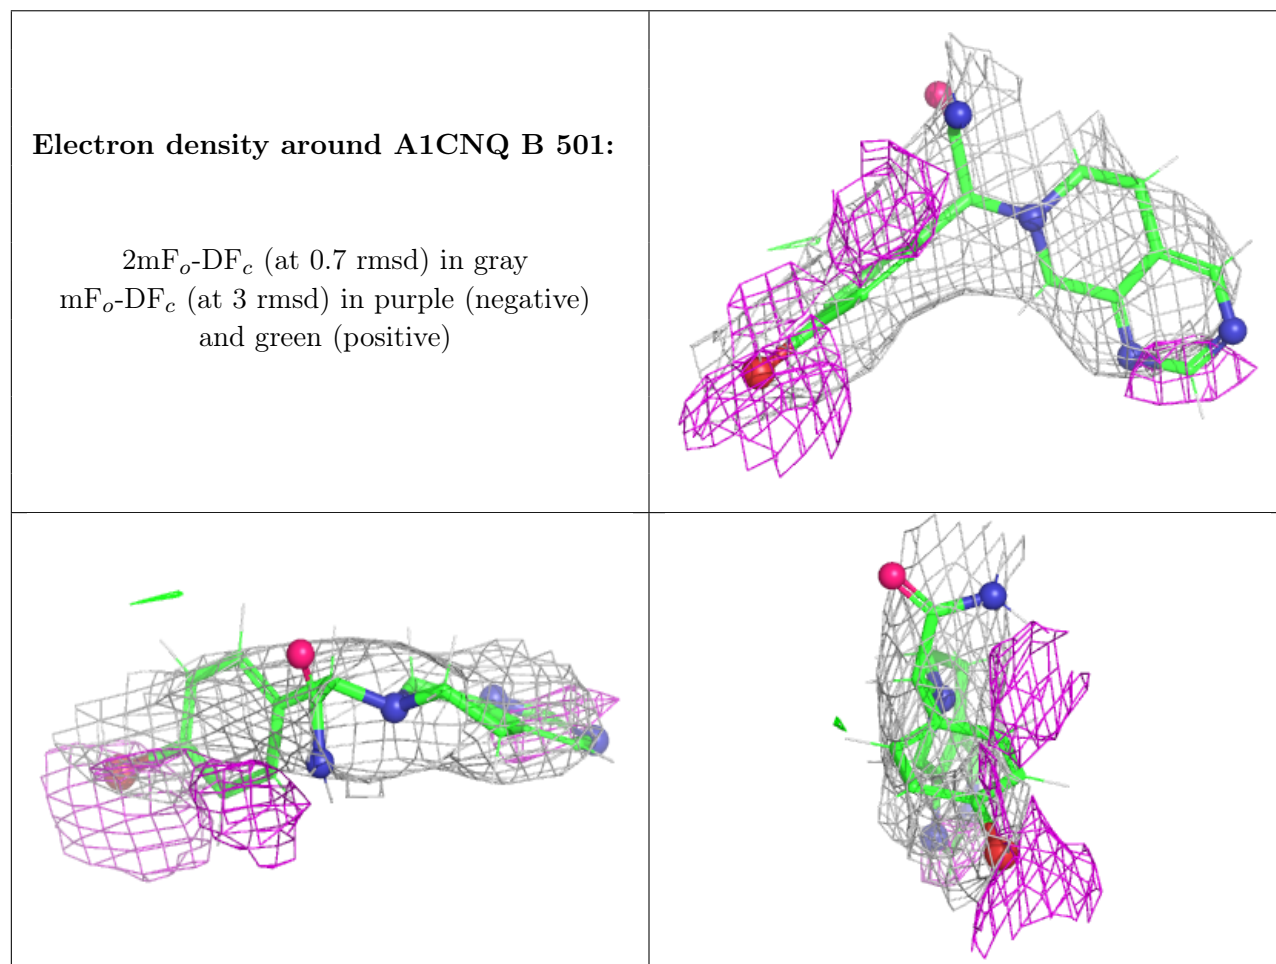 Electron density around A1CNQ B 501:
2mFo-DFc (at 0.7 rmsd) in gray
mFo-DFc (at 3 rmsd) in purple (negative)
and green (positive)